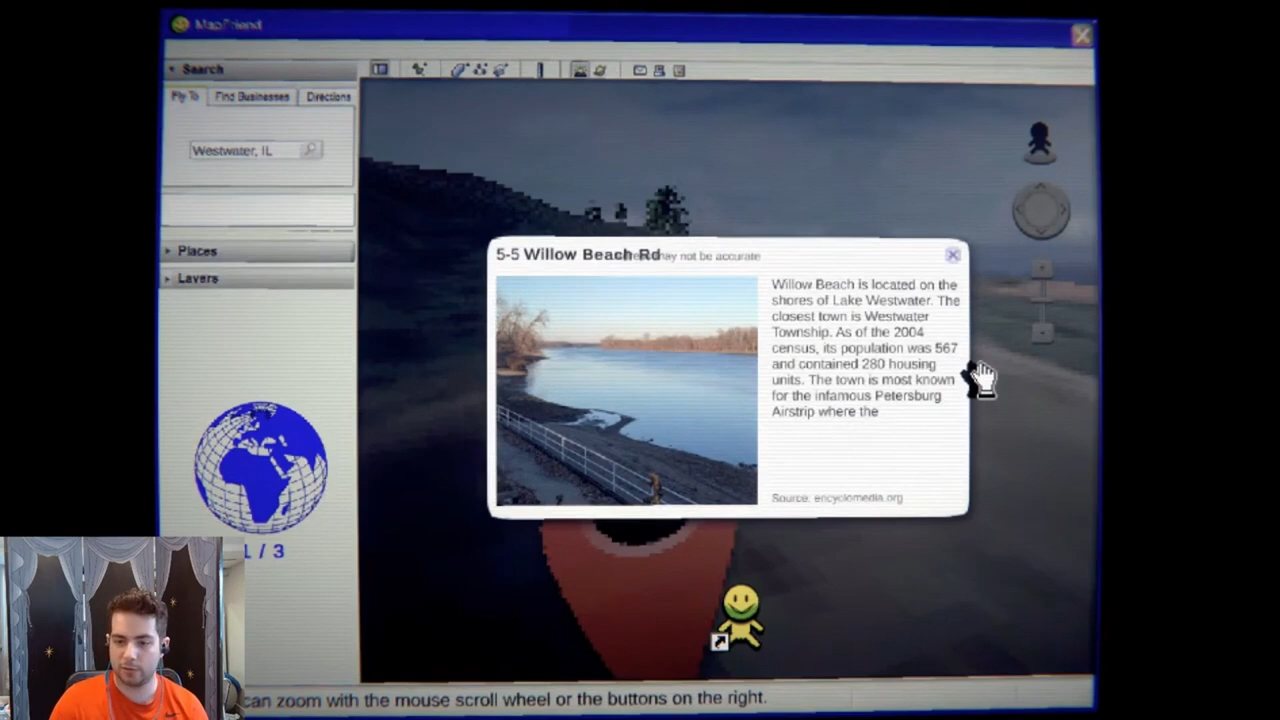 MapFriend
Search
Fly To
Find Businesses
Directions
Westwater, IL
Places
Layers
1 / 3
5-5 Willow Beach Rd
may not be accurate
Willow Beach is located on the
shores of Lake Westwater. The
closest town is Westwater
Township. As of the 2004
census, its population was 567
and contained 280 housing
units. The town is most known
for the infamous Petersburg
Airstrip where the
Source: encyclomedia.org
can zoom with the mouse scroll wheel or the buttons on the right.